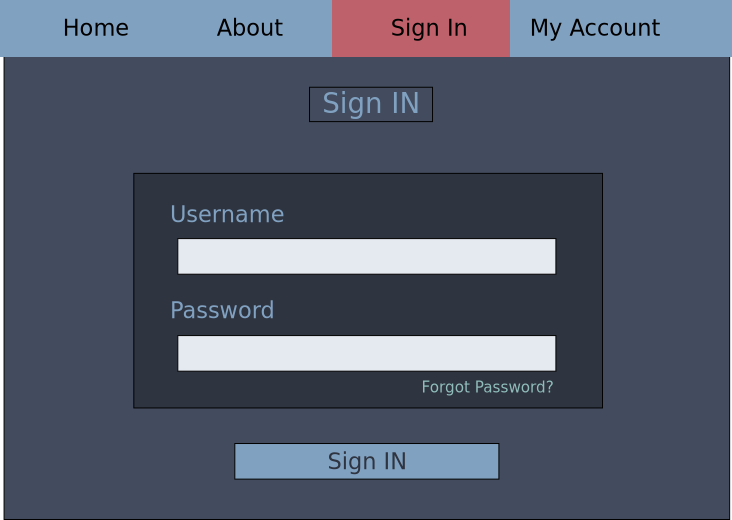 Home About Sign In My Account
Sign IN
Username
Password
Forgot Password?
Sign IN